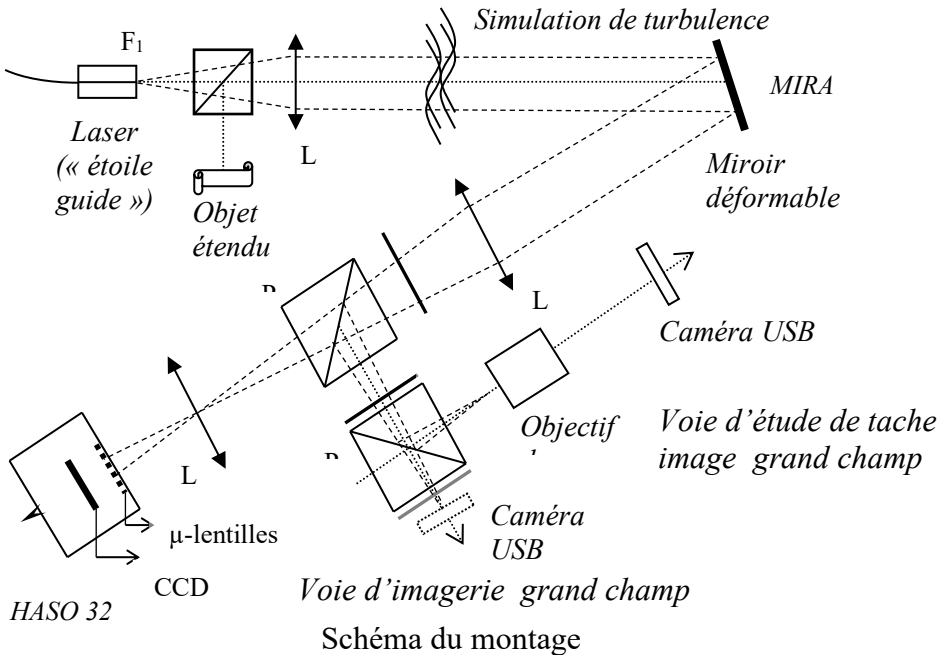 Simulation de turbulence
F1
MIRA
Laser
(« étoile
guide »)
Objet
étendu
L
Miroir
déformable
L
Caméra USB
Objectif
Voie d'étude de tache
image grand champ
L
µ-lentilles
CCD
Caméra
USB
HASO 32
Voie d'imagerie grand champ
Schéma du montage